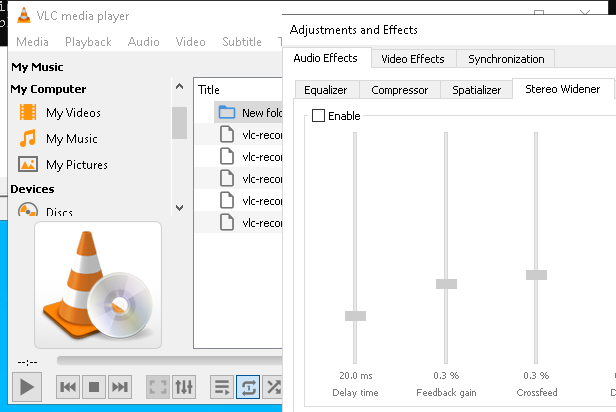 VLC media player
Media Playback Audio Video Subtitle
My Music
My Computer
My Videos
My Music
My Pictures
Devices
Discs
Title
New fold
vlc-recor
vlc-recor
vlc-recor
vlc-recor
vlc-recor
--:--
Adjustments and Effects
Audio Effects Video Effects Synchronization
Equalizer Compressor Spatializer Stereo Widener
Enable
20.0 ms 0.3 % 0.3 %
Delay time Feedback gain Crossfeed